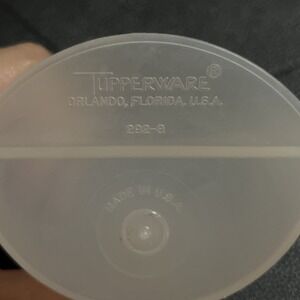 TUPPERWARE®
ORLANDO, FLORIDA, U.S.A.
292-8
MADE IN U.S.A.